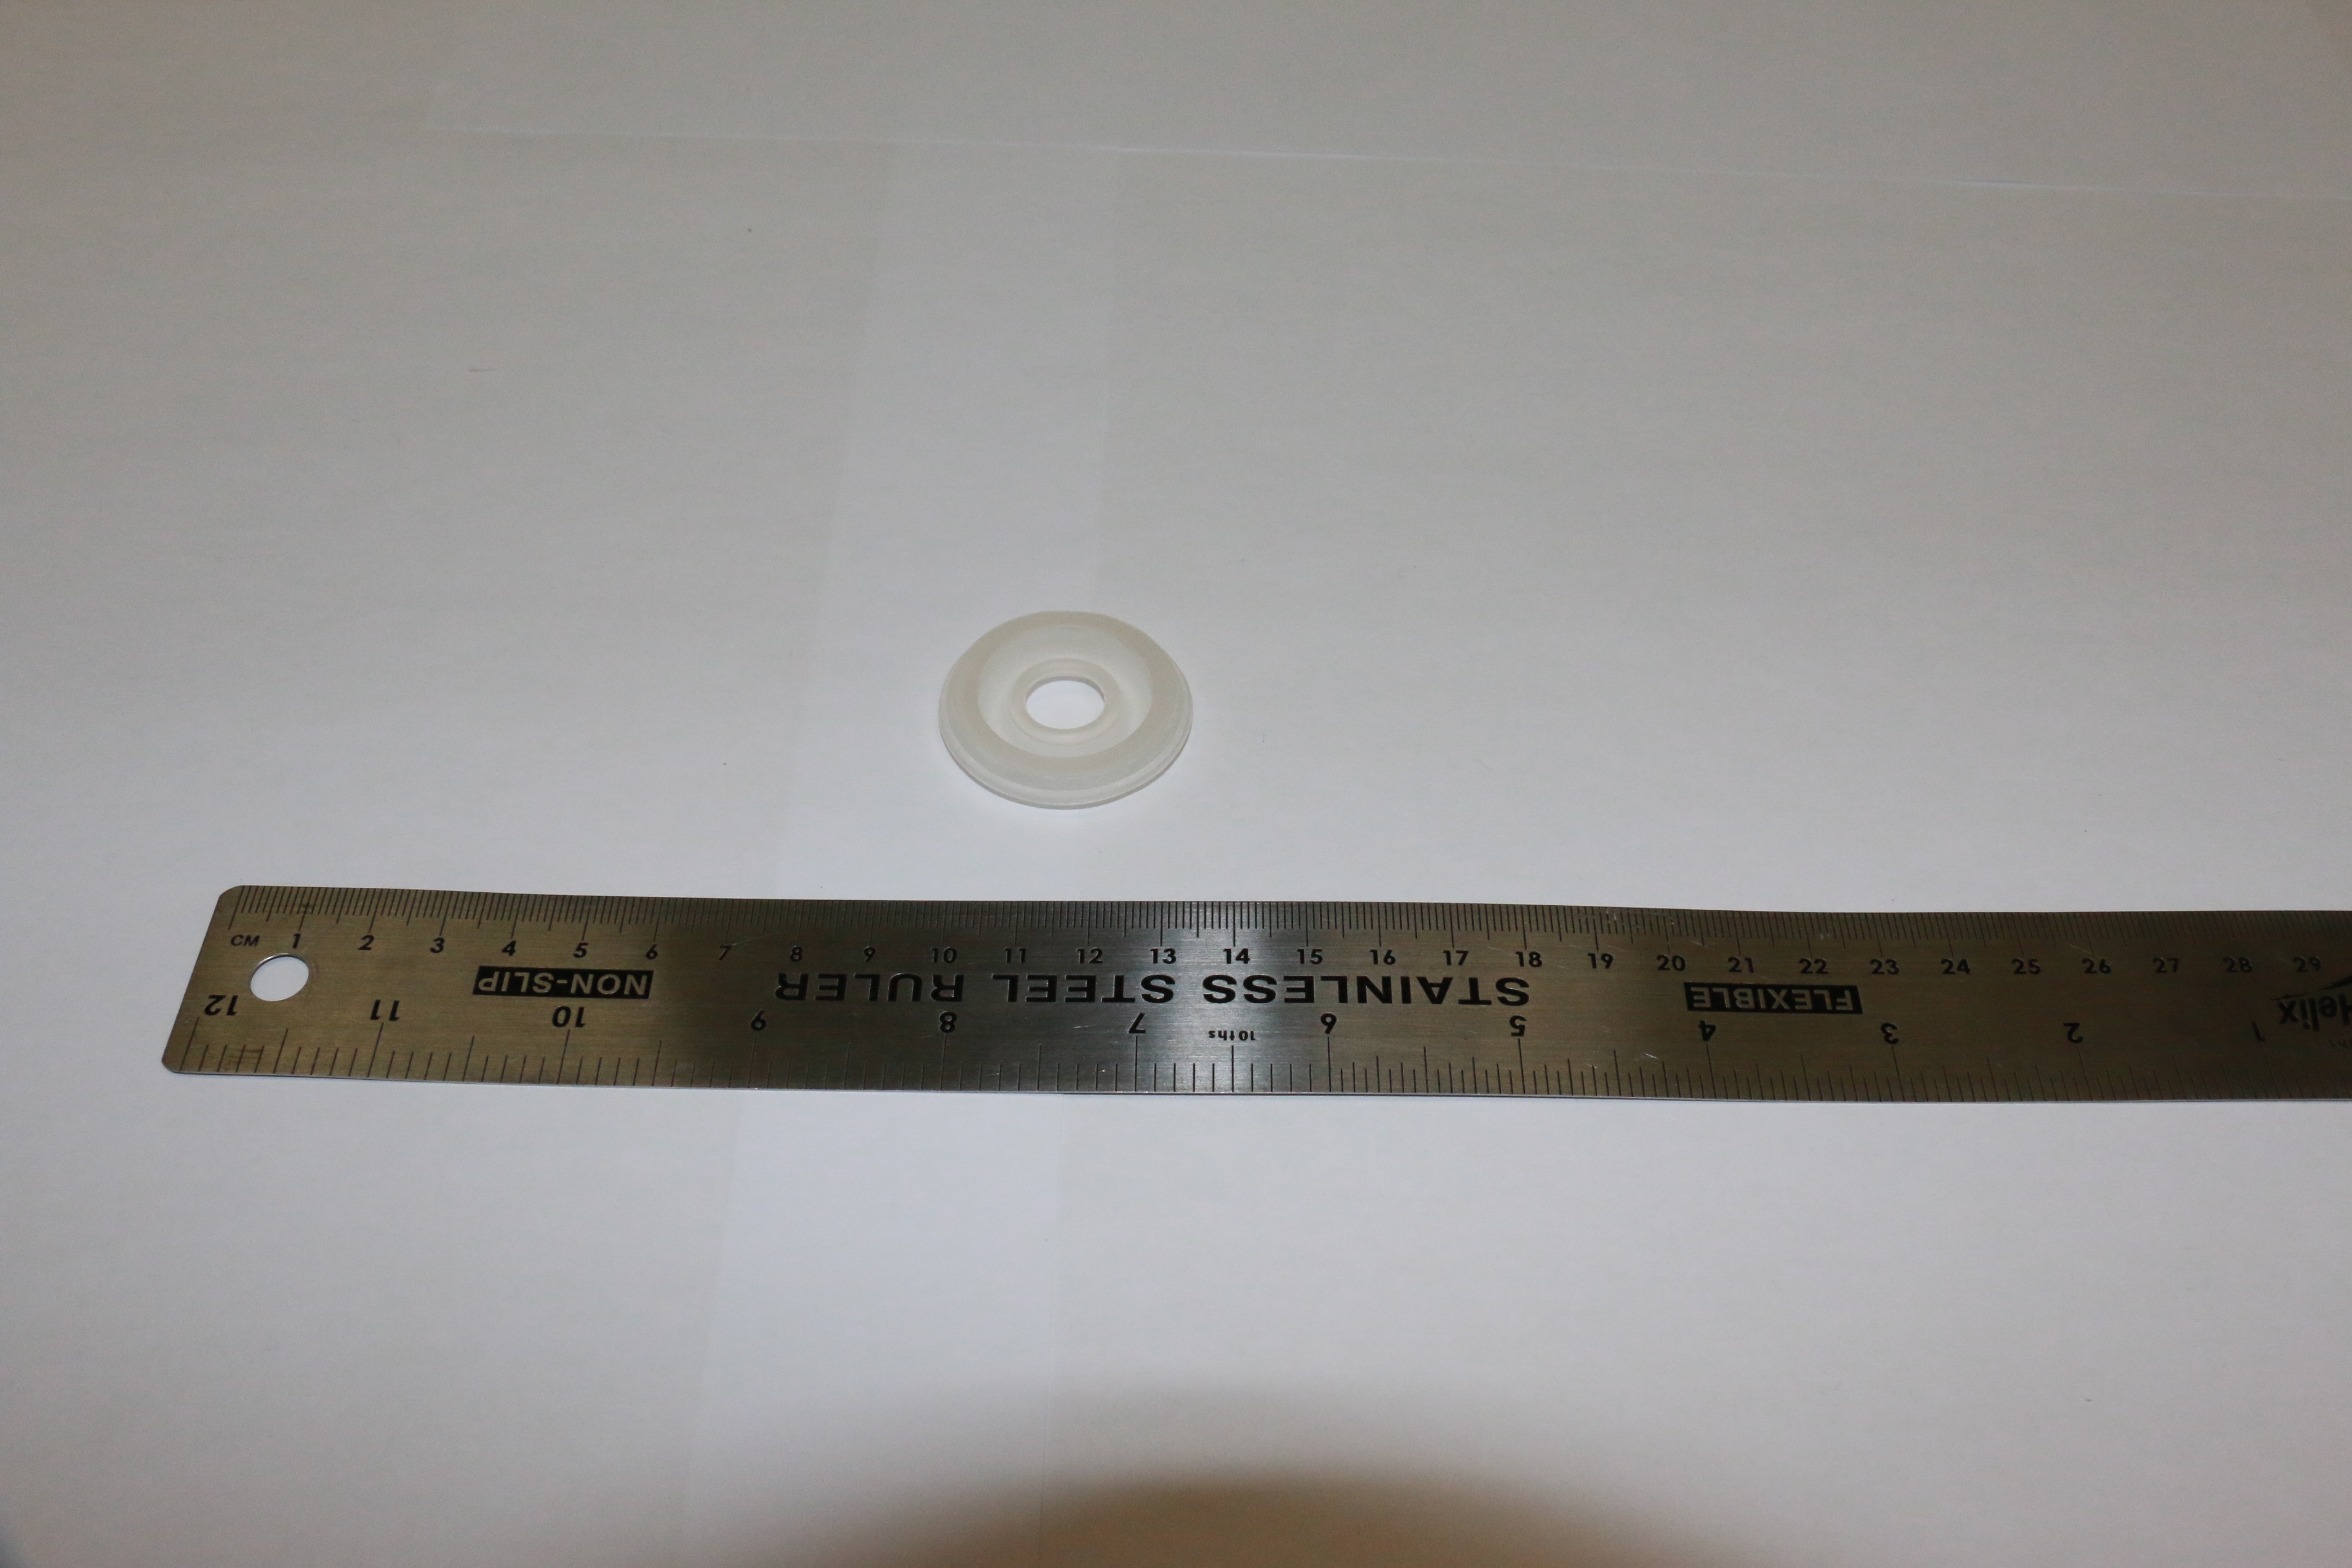 CM 1 2 3 4 5 6 7 8 9 10 11 12 13 14 15 16 17 18 19 20 21 22 23 24 25 26 27 28 29
NON-SLIP
STAINLESS STEEL RULER
FLEXIBLE
Helix
12 11 10 9 8 7 6 5 4 3 2 1
10ths